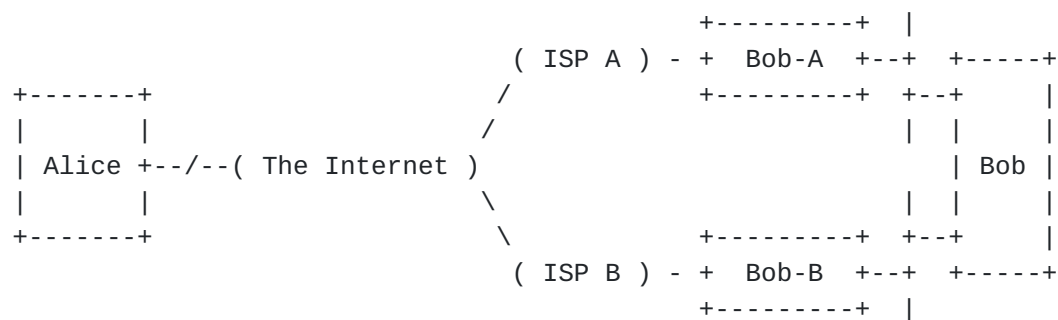 ( ISP A )
Bob-A
Alice
( The Internet )
Bob
( ISP B )
Bob-B